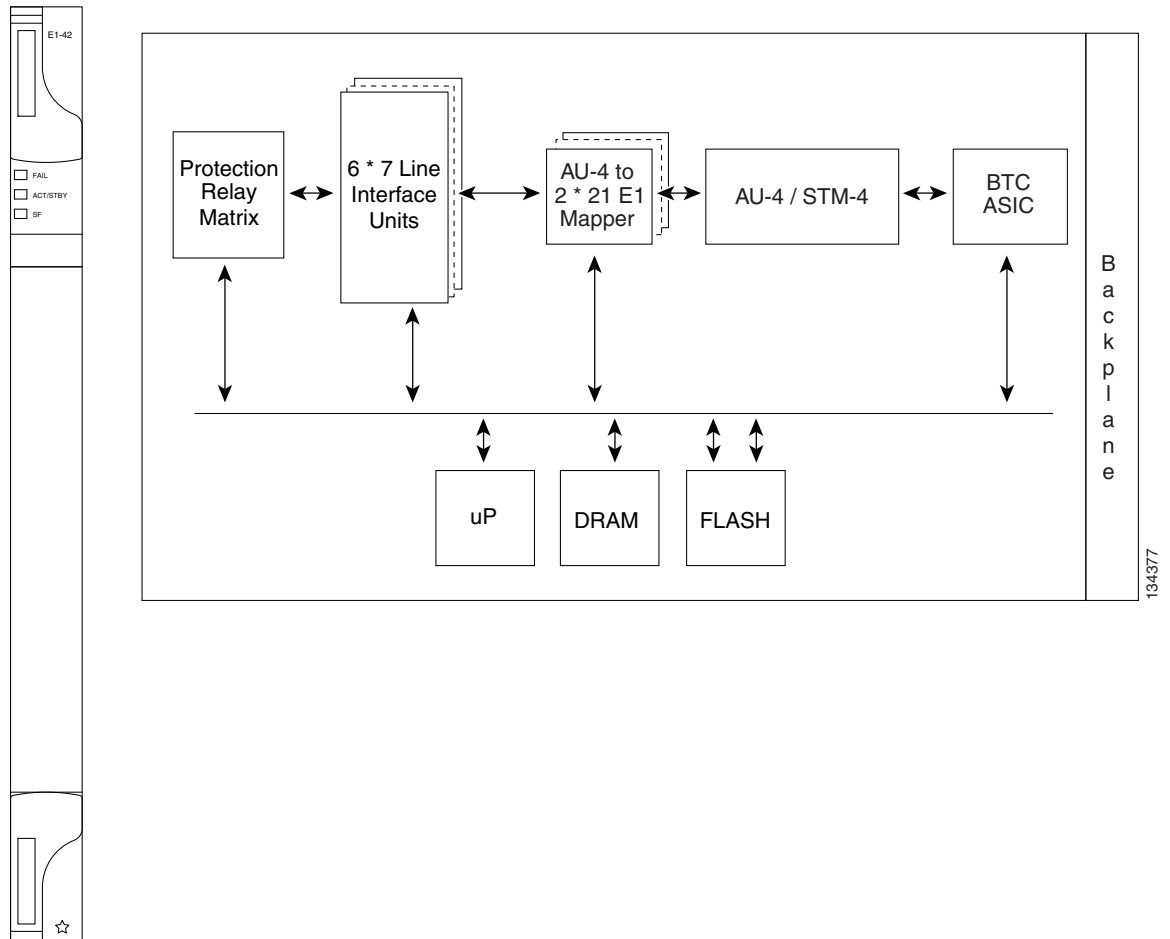 E1-42
FAIL
ACT/STBY
SF
Protection
Relay
Matrix
6 * 7 Line
Interface
Units
AU-4 to
2 * 21 E1
Mapper
AU-4 / STM-4
BTC
ASIC
Backplane
uP
DRAM
FLASH
134377